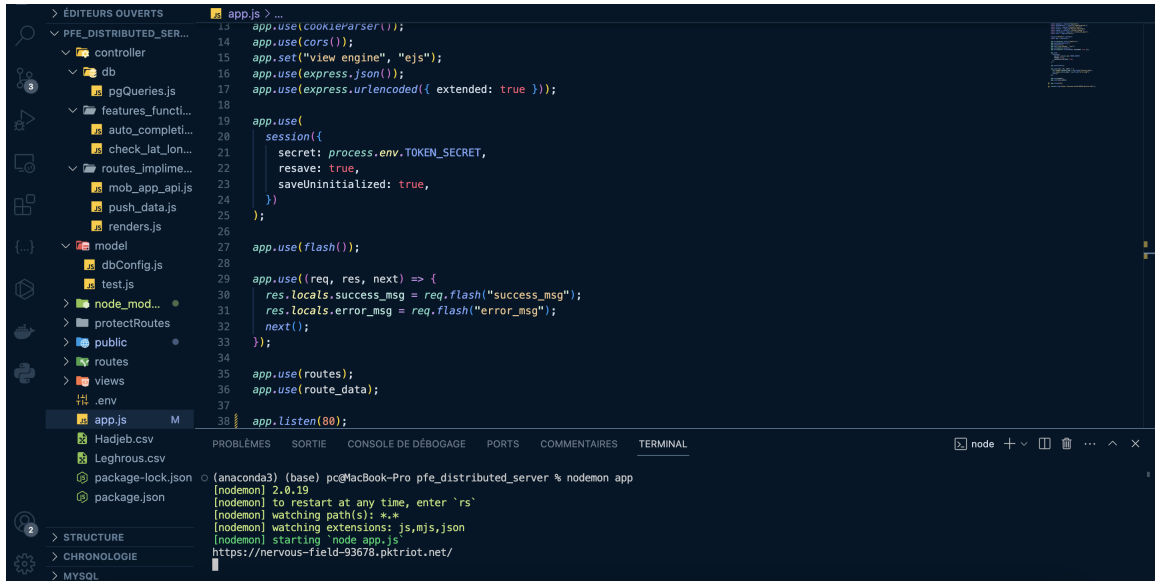 ÉDITEURS OUVERTS
PFE_DISTRIBUTED_SER...
controller
db
pgQueries.js
features_functi...
auto_completi...
check_lat_lon...
routes_implime...
mob_app_api.js
push_data.js
renders.js
model
dbConfig.js
test.js
node_mod...
protectRoutes
public
routes
views
.env
app.js M
Hadjeb.csv
Leghrous.csv
package-lock.json
package.json
STRUCTURE
CHRONOLOGIE
MYSQL
3
2
JS app.js > ...
13 app.use(cookieParser());
14 app.use(cors());
15 app.set("view engine", "ejs");
16 app.use(express.json());
17 app.use(express.urlencoded({ extended: true }));
18
19 app.use(
20 session({
21 secret: process.env.TOKEN_SECRET,
22 resave: true,
23 saveUninitialized: true,
24 })
25 );
26
27 app.use(flash());
28
29 app.use((req, res, next) => {
30 res.locals.success_msg = req.flash("success_msg");
31 res.locals.error_msg = req.flash("error_msg");
32 next();
33 });
34
35 app.use(routes);
36 app.use(route_data);
37
38 app.listen(80);
PROBLÈMES SORTIE CONSOLE DE DÉBOGAGE PORTS COMMENTAIRES TERMINAL node
(anaconda3) (base) pc@MacBook-Pro pfe_distributed_server % nodemon app
[nodemon] 2.0.19
[nodemon] to restart at any time, enter `rs`
[nodemon] watching path(s): *.*
[nodemon] watching extensions: js,mjs,json
[nodemon] starting `node app.js`
https://nervous-field-93678.pktriot.net/